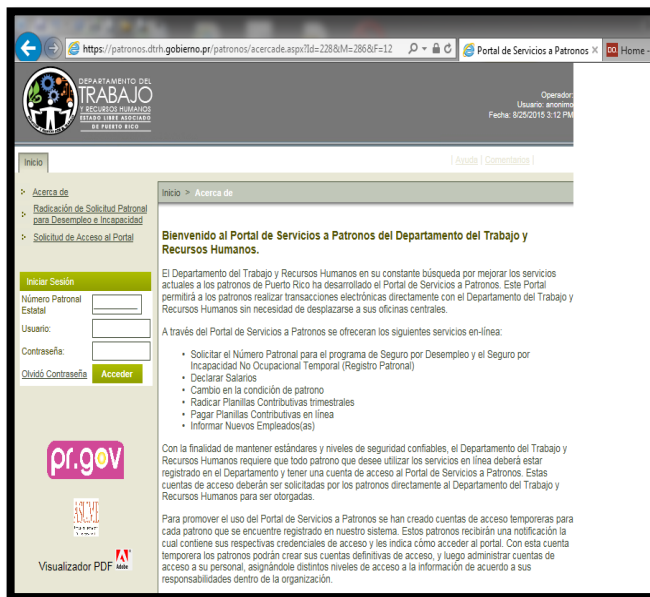 https://patronos.dtrh.gobierno.pr/patronos/acercade.aspx?Id=228&M=286&F=12
Portal de Servicios a Patronos
Home -
DEPARTAMENTO DEL
TRABAJO
Y RECURSOS HUMANOS
ESTADO LIBRE ASOCIADO
DE PUERTO RICO
Operador:
Usuario: anonimo
Fecha: 8/25/2015 3:12 PM
Inicio
| Ayuda | Comentarios |
Acerca de
Radicación de Solicitud Patronal
para Desempleo e Incapacidad
Solicitud de Acceso al Portal
Iniciar Sesión
Número Patronal
Estatal
Usuario:
Contraseña:
Olvidó Contraseña
Acceder
pr.gov
ASUME
Visualizador PDF
Adobe
Inicio > Acerca de
Bienvenido al Portal de Servicios a Patronos del Departamento del Trabajo y
Recursos Humanos.
El Departamento del Trabajo y Recursos Humanos en su constante búsqueda por mejorar los servicios
actuales a los patronos de Puerto Rico ha desarrollado el Portal de Servicios a Patronos. Este Portal
permitirá a los patronos realizar transacciones electrónicas directamente con el Departamento del Trabajo y
Recursos Humanos sin necesidad de desplazarse a sus oficinas centrales.
A través del Portal de Servicios a Patronos se ofreceran los siguientes servicios en-línea:
• Solicitar el Número Patronal para el programa de Seguro por Desempleo y el Seguro por
Incapacidad No Ocupacional Temporal (Registro Patronal)
• Declarar Salarios
• Cambio en la condición de patrono
• Radicar Planillas Contributivas trimestrales
• Pagar Planillas Contributivas en línea
• Informar Nuevos Empleados(as)
Con la finalidad de mantener estándares y niveles de seguridad confiables, el Departamento del Trabajo y
Recursos Humanos requiere que todo patrono que desee utilizar los servicios en línea deberá estar
registrado en el Departamento y tener una cuenta de acceso al Portal de Servicios a Patronos. Estas
cuentas de acceso deberán ser solicitadas por los patronos directamente al Departamento del Trabajo y
Recursos Humanos para ser otorgadas.
Para promover el uso del Portal de Servicios a Patronos se han creado cuentas de acceso temporeras para
cada patrono que se encuentre registrado en nuestro sistema. Estos patronos recibirán una notificación la
cual contiene sus respectivas credenciales de acceso y les indica cómo acceder al portal. Con esta cuenta
temporera los patronos podrán crear sus cuentas definitivas de acceso, y luego administrar cuentas de
acceso a su personal, asignándole distintos niveles de acceso a la información de acuerdo a sus
responsabilidades dentro de la organización.